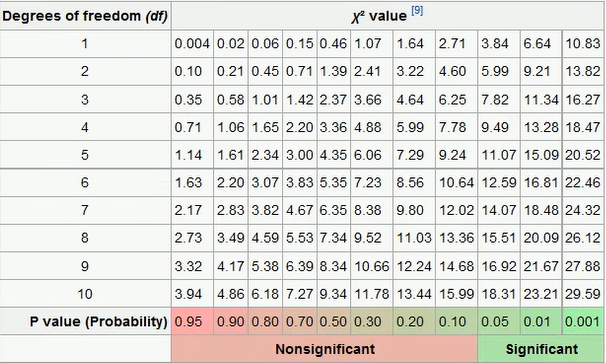 Degrees of freedom (df) χ² value [9]
1 0.004 0.02 0.06 0.15 0.46 1.07 1.64 2.71 3.84 6.64 10.83
2 0.10 0.21 0.45 0.71 1.39 2.41 3.22 4.60 5.99 9.21 13.82
3 0.35 0.58 1.01 1.42 2.37 3.66 4.64 6.25 7.82 11.34 16.27
4 0.71 1.06 1.65 2.20 3.36 4.88 5.99 7.78 9.49 13.28 18.47
5 1.14 1.61 2.34 3.00 4.35 6.06 7.29 9.24 11.07 15.09 20.52
6 1.63 2.20 3.07 3.83 5.35 7.23 8.56 10.64 12.59 16.81 22.46
7 2.17 2.83 3.82 4.67 6.35 8.38 9.80 12.02 14.07 18.48 24.32
8 2.73 3.49 4.59 5.53 7.34 9.52 11.03 13.36 15.51 20.09 26.12
9 3.32 4.17 5.38 6.39 8.34 10.66 12.24 14.68 16.92 21.67 27.88
10 3.94 4.86 6.18 7.27 9.34 11.78 13.44 15.99 18.31 23.21 29.59
P value (Probability) 0.95 0.90 0.80 0.70 0.50 0.30 0.20 0.10 0.05 0.01 0.001
Nonsignificant Significant